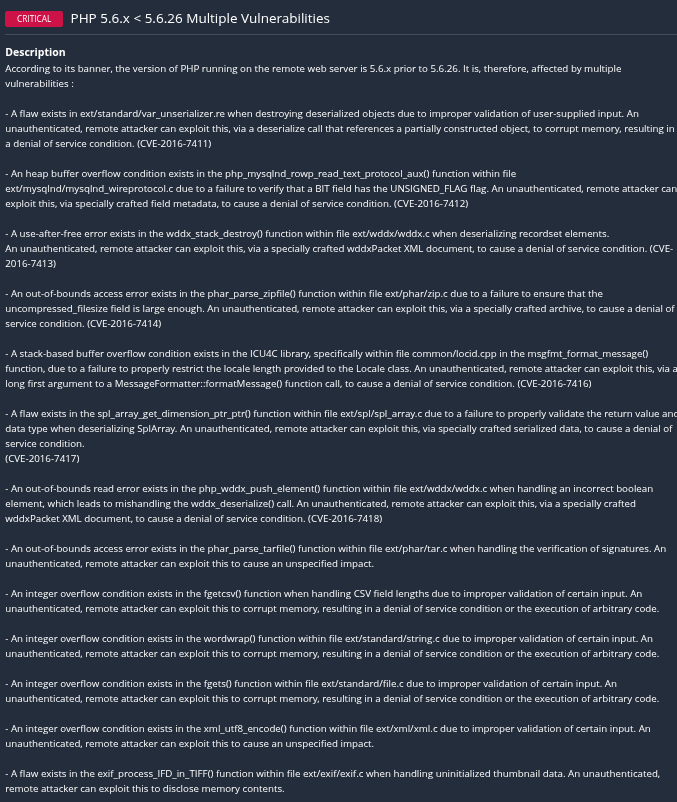 CRITICAL PHP 5.6.x < 5.6.26 Multiple Vulnerabilities
Description
According to its banner, the version of PHP running on the remote web server is 5.6.x prior to 5.6.26. It is, therefore, affected by multiple
vulnerabilities :
- A flaw exists in ext/standard/var_unserializer.re when destroying deserialized objects due to improper validation of user-supplied input. An
unauthenticated, remote attacker can exploit this, via a deserialize call that references a partially constructed object, to corrupt memory, resulting in
a denial of service condition. (CVE-2016-7411)
- An heap buffer overflow condition exists in the php_mysqlnd_rowp_read_text_protocol_aux() function within file
ext/mysqlnd/mysqlnd_wireprotocol.c due to a failure to verify that a BIT field has the UNSIGNED_FLAG flag. An unauthenticated, remote attacker can
exploit this, via specially crafted field metadata, to cause a denial of service condition. (CVE-2016-7412)
- A use-after-free error exists in the wddx_stack_destroy() function within file ext/wddx/wddx.c when deserializing recordset elements.
An unauthenticated, remote attacker can exploit this, via a specially crafted wddxPacket XML document, to cause a denial of service condition. (CVE-
2016-7413)
- An out-of-bounds access error exists in the phar_parse_zipfile() function within file ext/phar/zip.c due to a failure to ensure that the
uncompressed_filesize field is large enough. An unauthenticated, remote attacker can exploit this, via a specially crafted archive, to cause a denial of
service condition. (CVE-2016-7414)
- A stack-based buffer overflow condition exists in the ICU4C library, specifically within file common/locid.cpp in the msgfmt_format_message()
function, due to a failure to properly restrict the locale length provided to the Locale class. An unauthenticated, remote attacker can exploit this, via a
long first argument to a MessageFormatter::formatMessage() function call, to cause a denial of service condition. (CVE-2016-7416)
- A flaw exists in the spl_array_get_dimension_ptr_ptr() function within file ext/spl/spl_array.c due to a failure to properly validate the return value and
data type when deserializing SplArray. An unauthenticated, remote attacker can exploit this, via specially crafted serialized data, to cause a denial of
service condition.
(CVE-2016-7417)
- An out-of-bounds read error exists in the php_wddx_push_element() function within file ext/wddx/wddx.c when handling an incorrect boolean
element, which leads to mishandling the wddx_deserialize() call. An unauthenticated, remote attacker can exploit this, via a specially crafted
wddxPacket XML document, to cause a denial of service condition. (CVE-2016-7418)
- An out-of-bounds access error exists in the phar_parse_tarfile() function within file ext/phar/tar.c when handling the verification of signatures. An
unauthenticated, remote attacker can exploit this to cause an unspecified impact.
- An integer overflow condition exists in the fgetcsv() function when handling CSV field lengths due to improper validation of certain input. An
unauthenticated, remote attacker can exploit this to corrupt memory, resulting in a denial of service condition or the execution of arbitrary code.
- An integer overflow condition exists in the wordwrap() function within file ext/standard/string.c due to improper validation of certain input. An
unauthenticated, remote attacker can exploit this to corrupt memory, resulting in a denial of service condition or the execution of arbitrary code.
- An integer overflow condition exists in the fgets() function within file ext/standard/file.c due to improper validation of certain input. An
unauthenticated, remote attacker can exploit this to corrupt memory, resulting in a denial of service condition or the execution of arbitrary code.
- An integer overflow condition exists in the xml_utf8_encode() function within file ext/xml/xml.c due to improper validation of certain input. An
unauthenticated, remote attacker can exploit this to cause an unspecified impact.
- A flaw exists in the exif_process_IFD_in_TIFF() function within file ext/exif/exif.c when handling uninitialized thumbnail data. An unauthenticated,
remote attacker can exploit this to disclose memory contents.